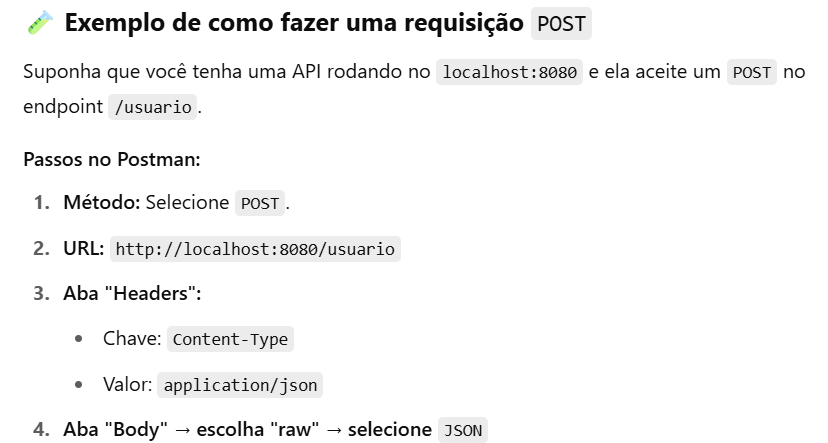 🧪 Exemplo de como fazer uma requisição POST
Suponha que você tenha uma API rodando no localhost:8080 e ela aceite um POST no
endpoint /usuario.
Passos no Postman:
1. Método: Selecione POST.
2. URL: http://localhost:8080/usuario
3. Aba "Headers":
• Chave: Content-Type
• Valor: application/json
4. Aba "Body" → escolha "raw" → selecione JSON